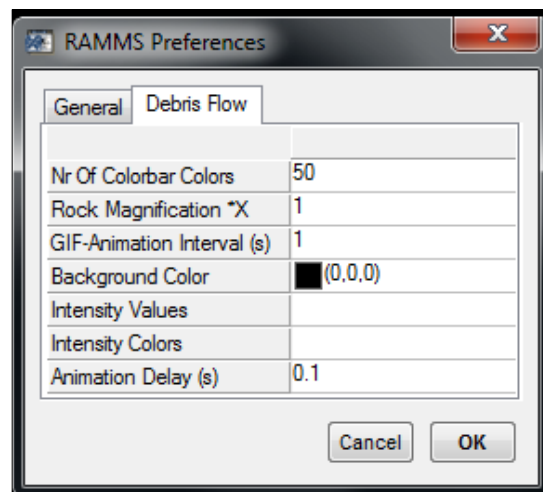 RAMMS Preferences
General Debris Flow
Nr Of Colorbar Colors 50
Rock Magnification *X 1
GIF-Animation Interval (s) 1
Background Color (0,0,0)
Intensity Values
Intensity Colors
Animation Delay (s) 0.1
Cancel OK